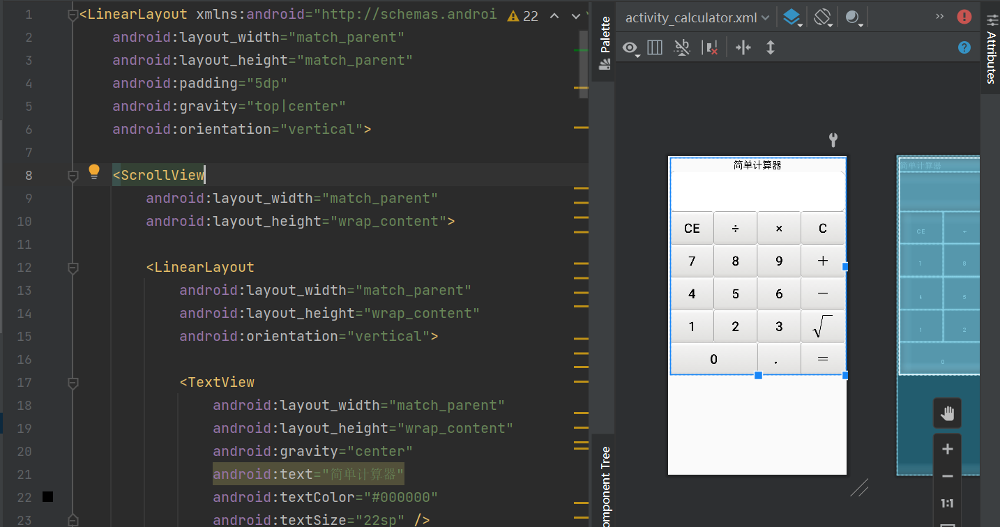 1 <LinearLayout xmlns:android="http://schemas.androi
22
2 android:layout_width="match_parent"
3 android:layout_height="match_parent"
4 android:padding="5dp"
5 android:gravity="top|center"
6 android:orientation="vertical">
7
8 <ScrollView
9 android:layout_width="match_parent"
10 android:layout_height="wrap_content">
11
12 <LinearLayout
13 android:layout_width="match_parent"
14 android:layout_height="wrap_content"
15 android:orientation="vertical">
16
17 <TextView
18 android:layout_width="match_parent"
19 android:layout_height="wrap_content"
20 android:gravity="center"
21 android:text="简单计算器"
22 android:textColor="#000000"
23 android:textSize="22sp" />
Palette
omponent Tree
activity_calculator.xml
Attributes
简单计算器
CE ÷ × C
7 8 9 +
4 5 6 −
1 2 3 √
0 . =
简单计算器
CE ÷
7 8
4 5
1 2
0
1:1